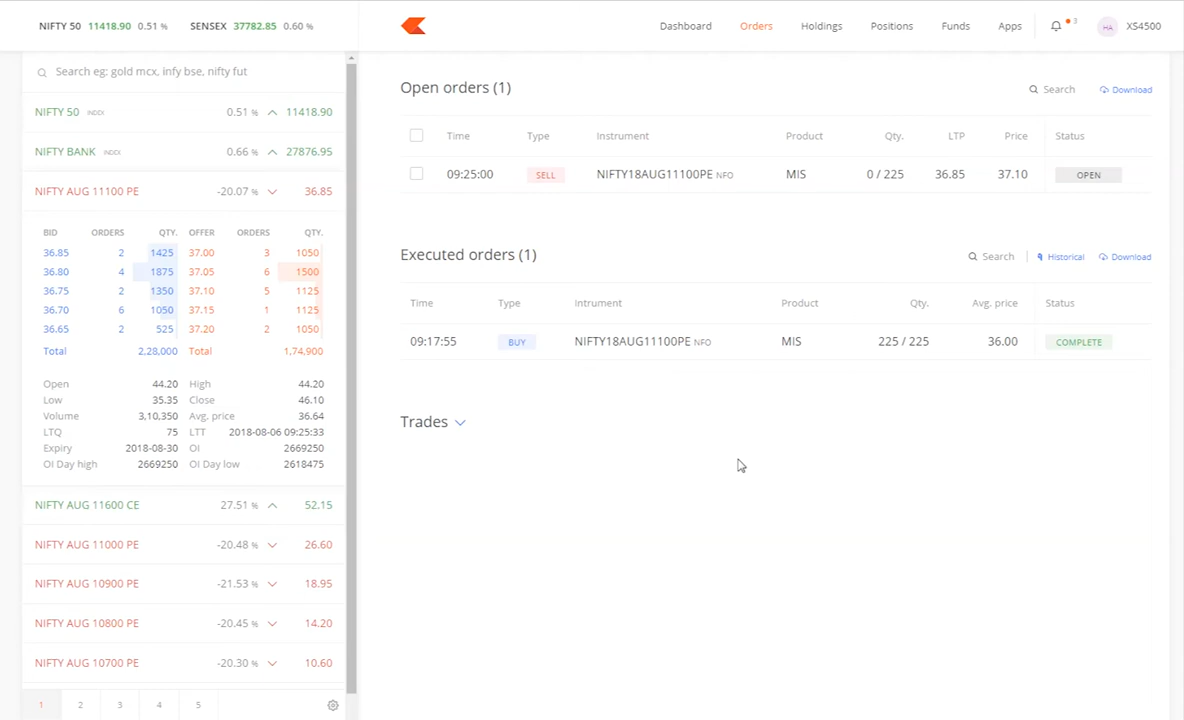 NIFTY 50 11418.90 0.51 % SENSEX 37782.85 0.60 %
Dashboard Orders Holdings Positions Funds Apps 3 HA XS4500
Search eg: gold mcx, infy bse, nifty fut
NIFTY 50 INDEX 0.51 % 11418.90
NIFTY BANK INDEX 0.66 % 27876.95
NIFTY AUG 11100 PE -20.07 % 36.85
BID ORDERS QTY. OFFER ORDERS QTY.
36.85 2 1425 37.00 3 1050
36.80 4 1875 37.05 6 1500
36.75 2 1350 37.10 5 1125
36.70 6 1050 37.15 1 1125
36.65 2 525 37.20 2 1050
Total 2,28,000 Total 1,74,900
Open 44.20 High 44.20
Low 35.35 Close 46.10
Volume 3,10,350 Avg. price 36.64
LTQ 75 LTT 2018-08-06 09:25:33
Expiry 2018-08-30 OI 2669250
OI Day high 2669250 OI Day low 2618475
NIFTY AUG 11600 CE 27.51 % 52.15
NIFTY AUG 11000 PE -20.48 % 26.60
NIFTY AUG 10900 PE -21.53 % 18.95
NIFTY AUG 10800 PE -20.45 % 14.20
NIFTY AUG 10700 PE -20.30 % 10.60
1 2 3 4 5
Open orders (1) Search Download
Time Type Instrument Product Qty. LTP Price Status
09:25:00 SELL NIFTY18AUG11100PE NFO MIS 0 / 225 36.85 37.10 OPEN
Executed orders (1) Search Historical Download
Time Type Intrument Product Qty. Avg. price Status
09:17:55 BUY NIFTY18AUG11100PE NFO MIS 225 / 225 36.00 COMPLETE
Trades